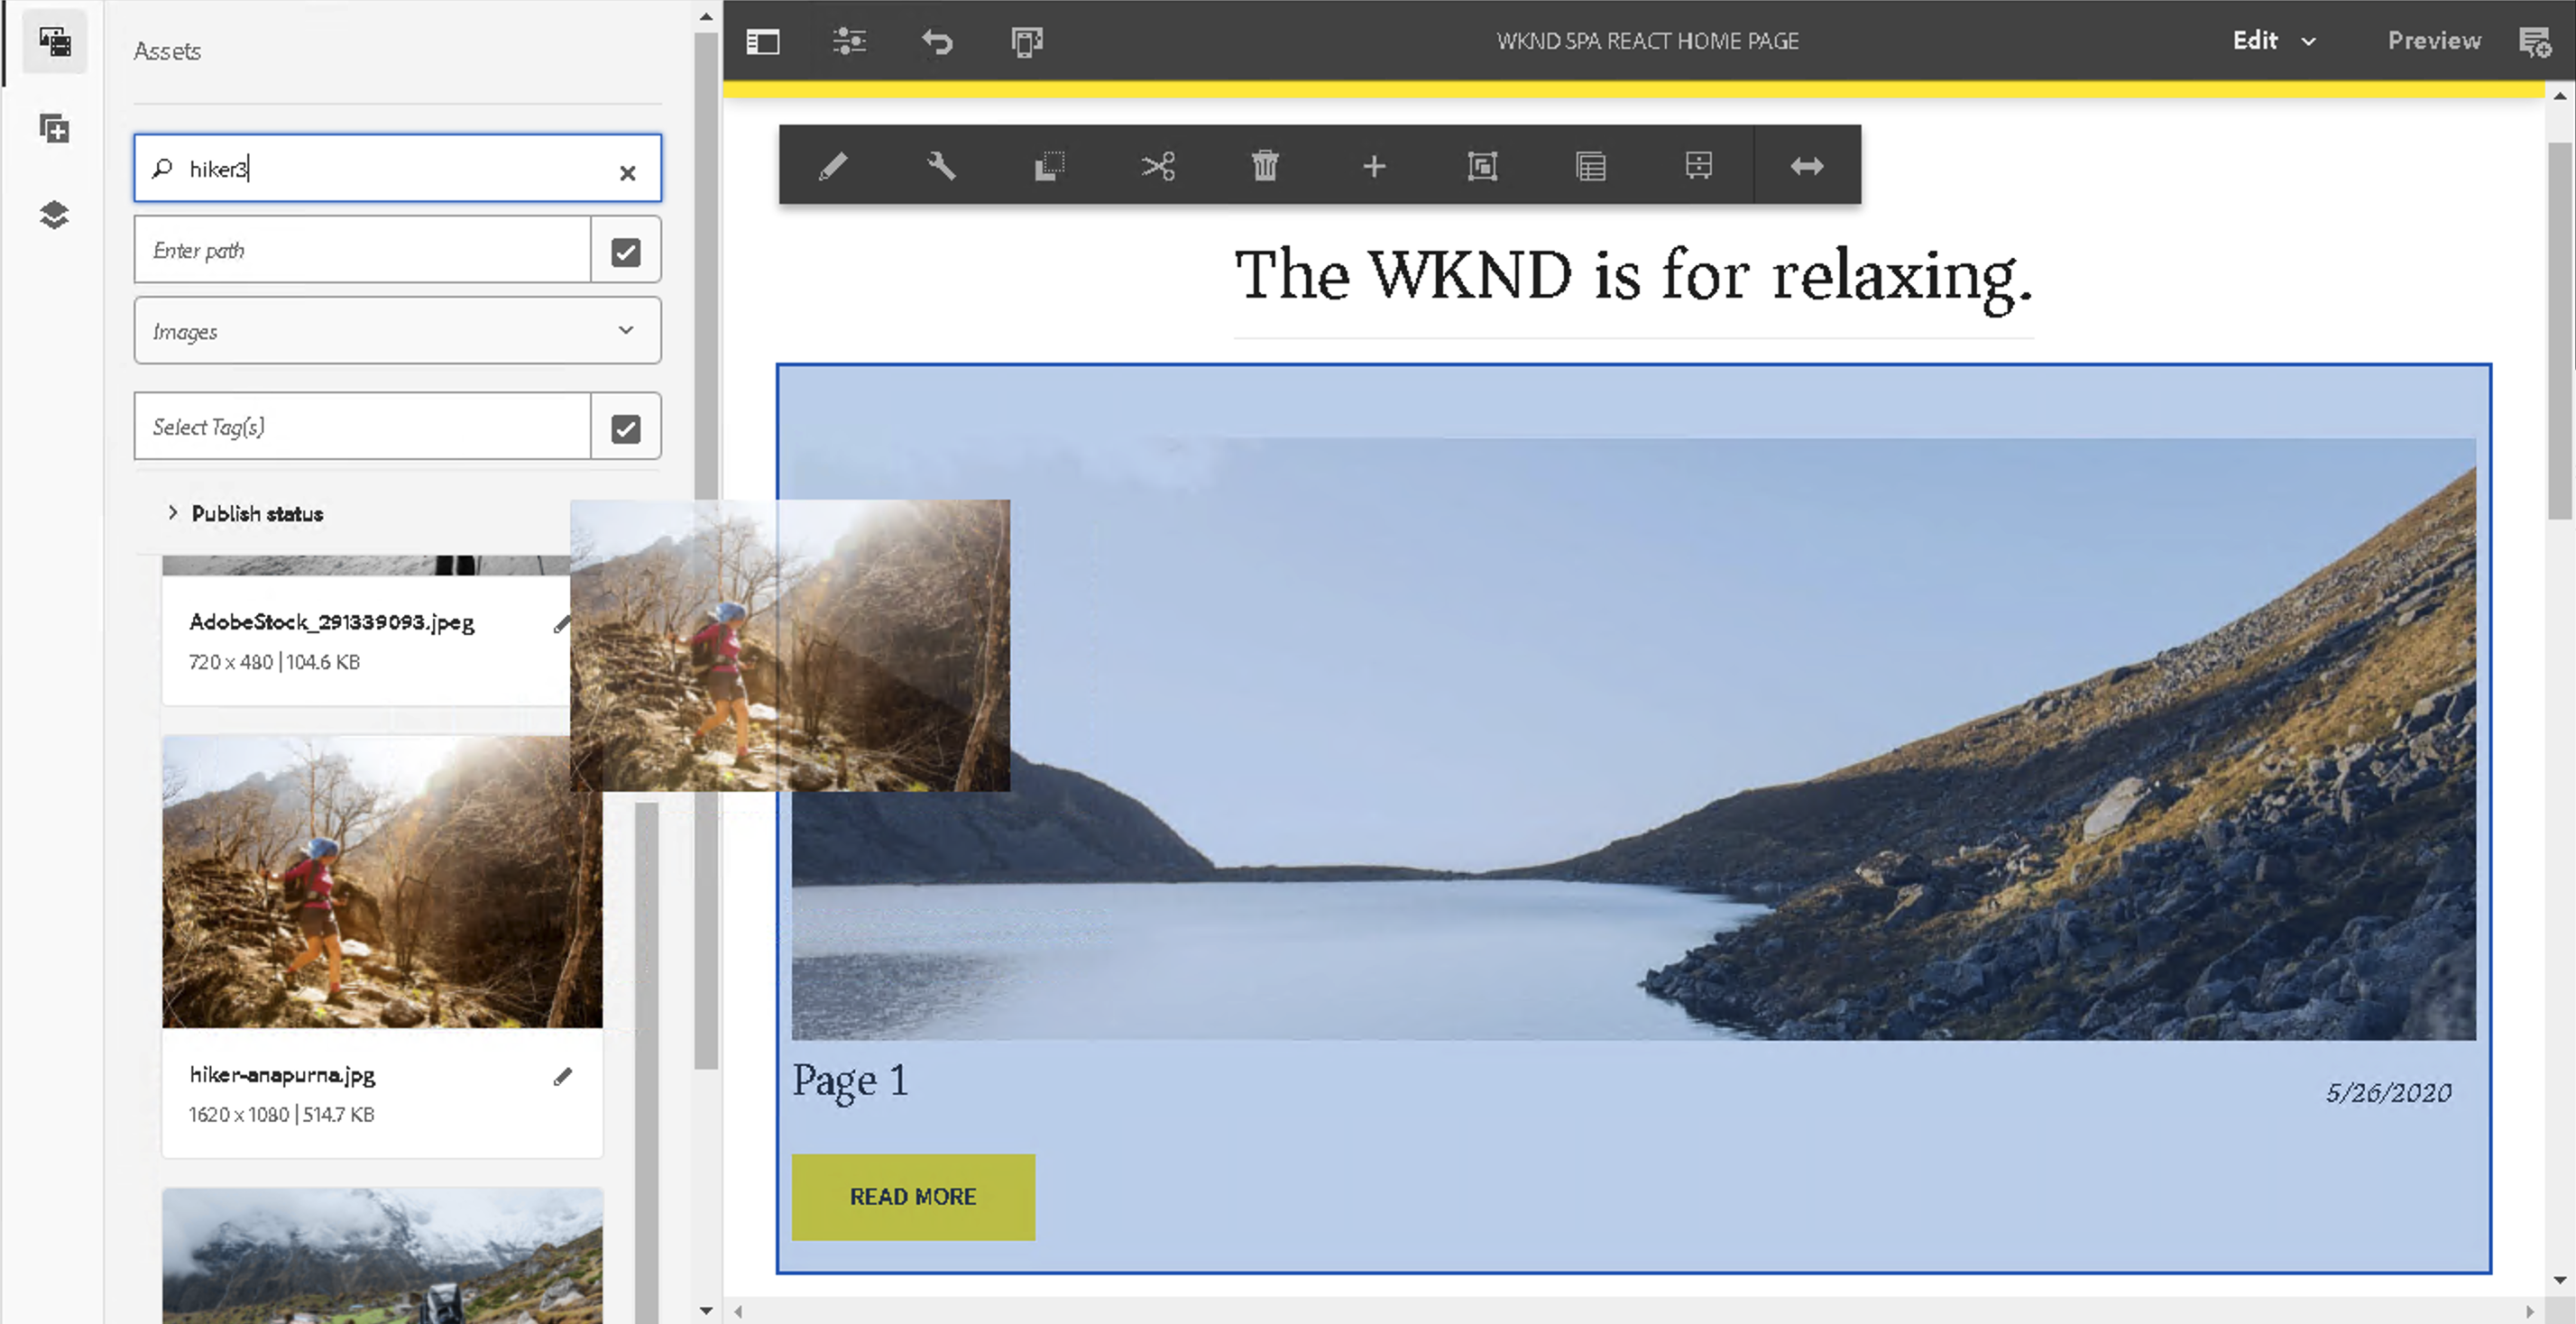 Assets
hiker3
Enter path
Images
Select Tag(s)
Publish status
AdobeStock_291339093.jpeg
720 x 480 | 104.6 KB
hiker-anapurna.jpg
1620 x 1080 | 514.7 KB
WKND SPA REACT HOME PAGE
Edit
Preview
The WKND is for relaxing.
Page 1
5/26/2020
READ MORE